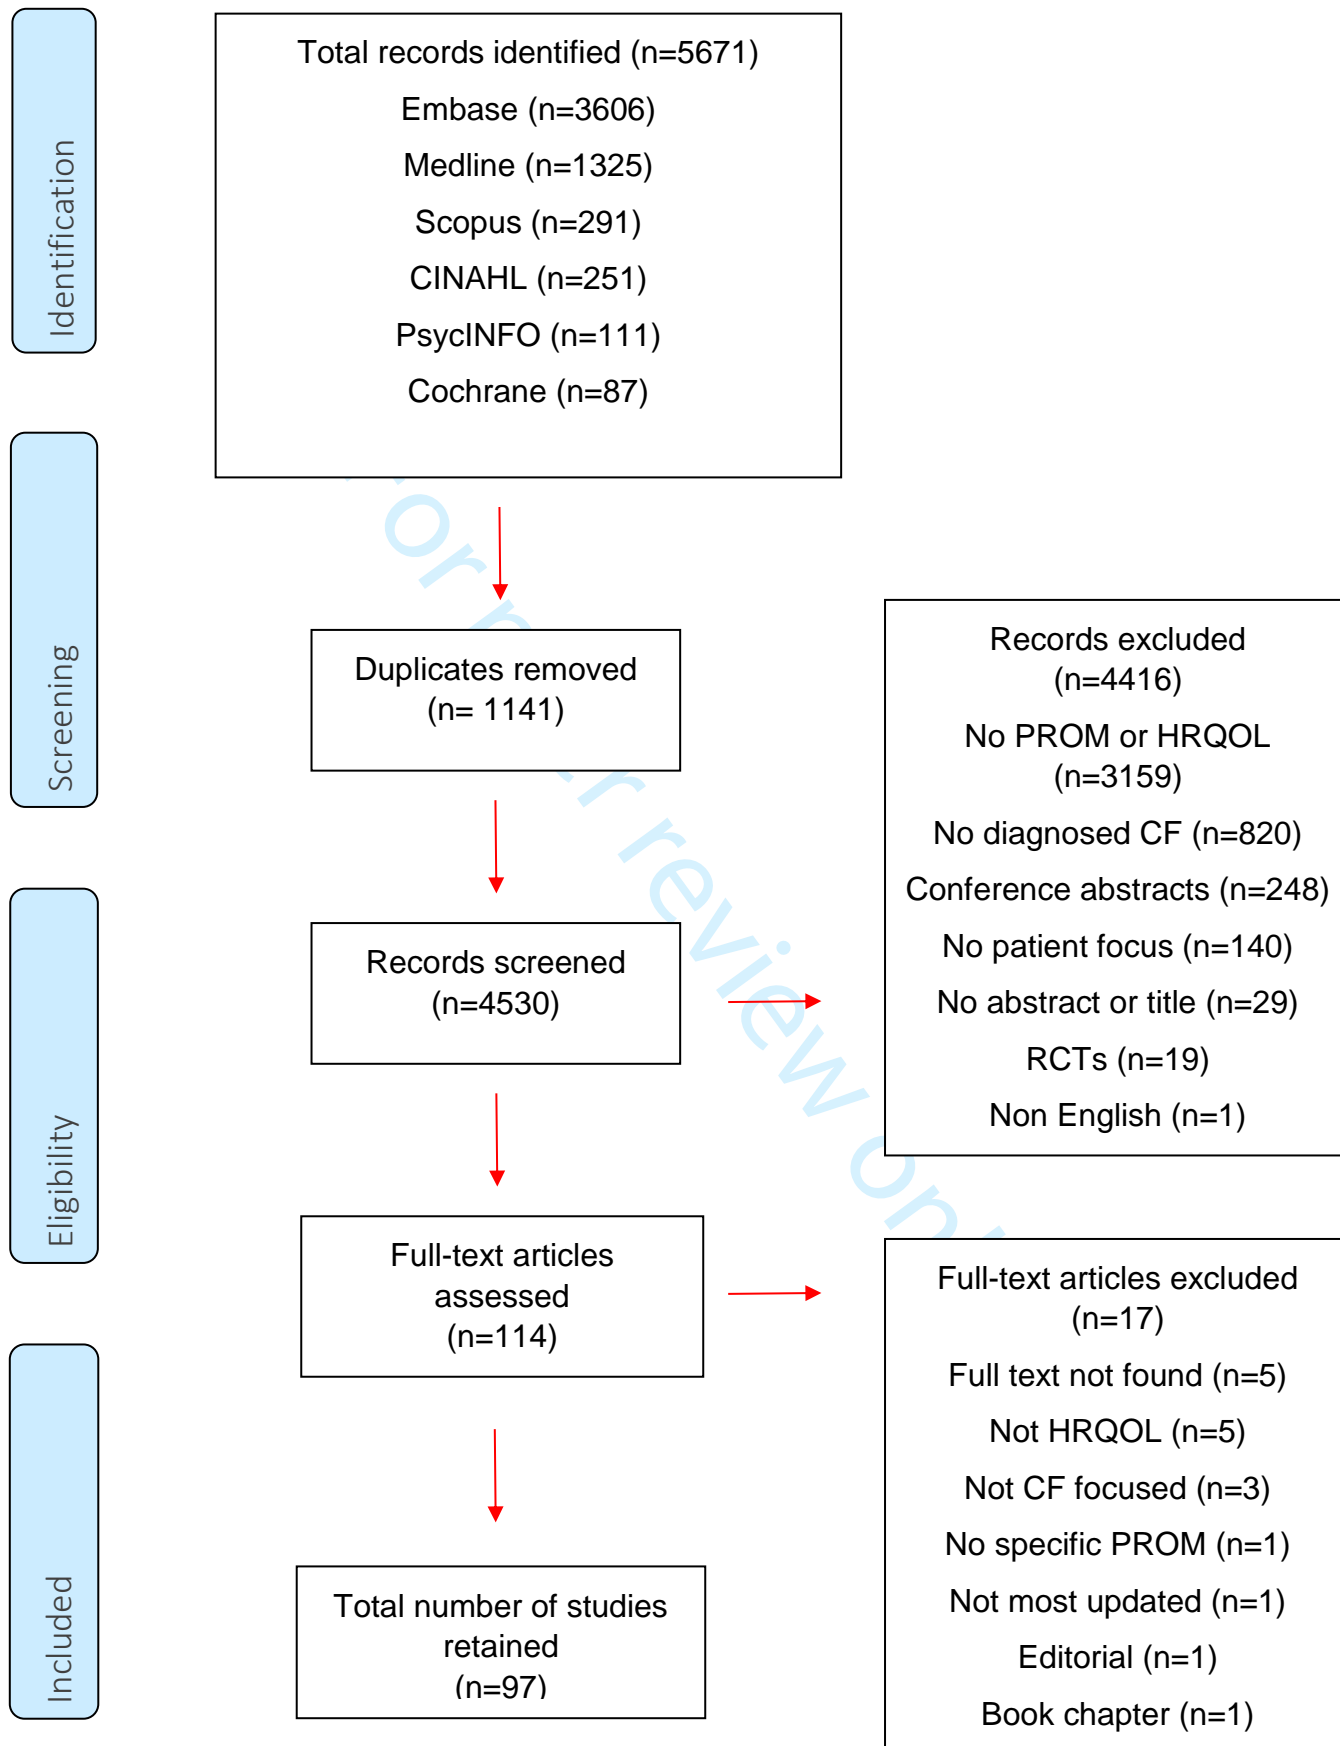 Identification
Total records identified (n=5671)
Embase (n=3606)
Medline (n=1325)
Scopus (n=291)
CINAHL (n=251)
PsycINFO (n=111)
Cochrane (n=87)
Screening
Duplicates removed
(n= 1141)
Records screened
(n=4530)
Records excluded
(n=4416)
No PROM or HRQOL
(n=3159)
No diagnosed CF (n=820)
Conference abstracts (n=248)
No patient focus (n=140)
No abstract or title (n=29)
RCTs (n=19)
Non English (n=1)
Eligibility
Full-text articles
assessed
(n=114)
Full-text articles excluded
(n=17)
Full text not found (n=5)
Not HRQOL (n=5)
Not CF focused (n=3)
No specific PROM (n=1)
Not most updated (n=1)
Editorial (n=1)
Book chapter (n=1)
Included
Total number of studies
retained
(n=97)
review